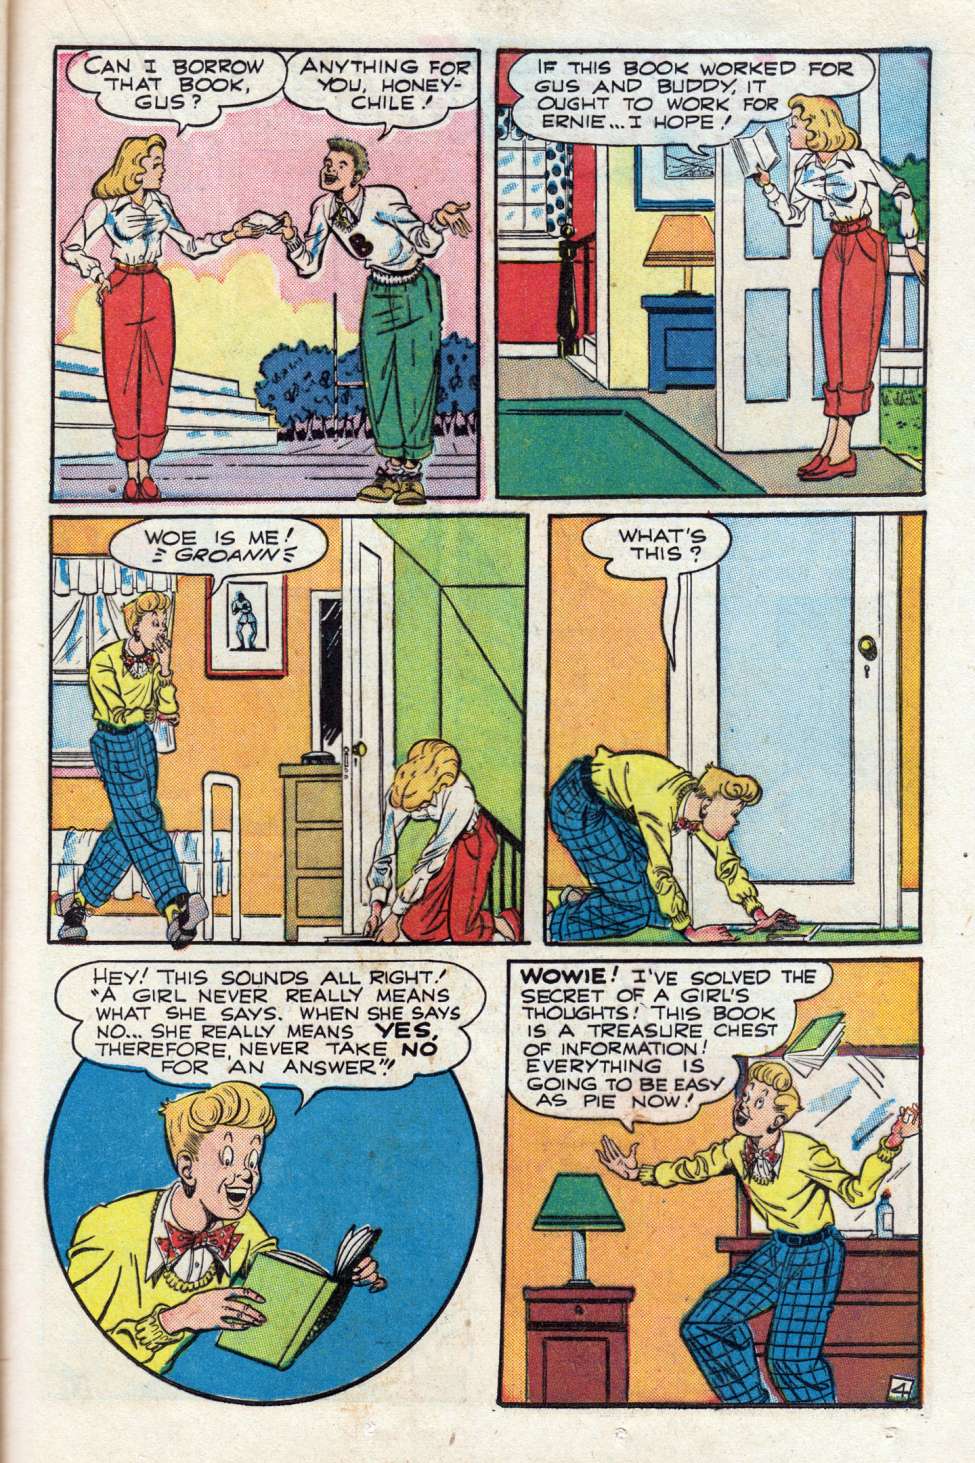 CAN I BORROW
THAT BOOK,
GUS?
ANYTHING FOR
YOU, HONEY-
CHILE!
B
IF THIS BOOK WORKED FOR
GUS AND BUDDY, IT
OUGHT TO WORK FOR
ERNIE... I HOPE!
WOE IS ME!
GROANN
WHAT'S
THIS?
HEY! THIS SOUNDS ALL RIGHT!
"A GIRL NEVER REALLY MEANS
WHAT SHE SAYS. WHEN SHE SAYS
NO... SHE REALLY MEANS YES,
THEREFORE, NEVER TAKE NO
FOR AN ANSWER"!
WOWIE! I'VE SOLVED THE
SECRET OF A GIRL'S
THOUGHTS! THIS BOOK
IS A TREASURE CHEST
OF INFORMATION!
EVERYTHING IS
GOING TO BE EASY
AS PIE NOW!
4